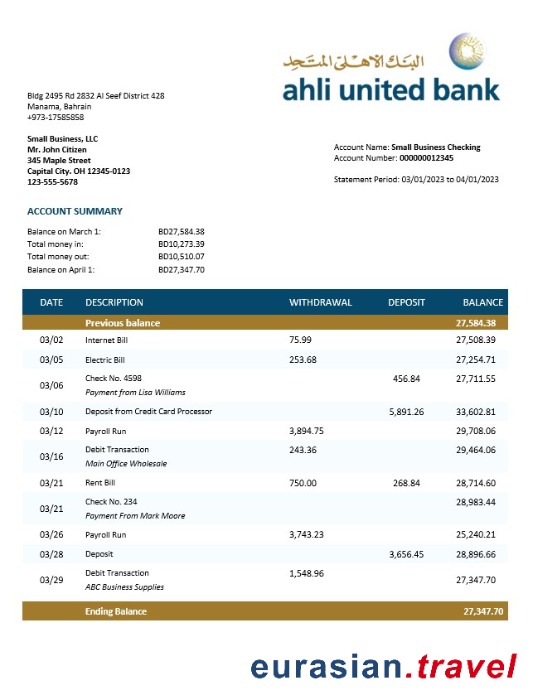 البنك الأهلي المتحد
ahli united bank
Bldg 2495 Rd 2832 Al Seef District 428
Manama, Bahrain
+973-17585858
Small Business, LLC
Mr. John Citizen
345 Maple Street
Capital City. OH 12345-0123
123-555-5678
Account Name: Small Business Checking
Account Number: 000000012345
Statement Period: 03/01/2023 to 04/01/2023
ACCOUNT SUMMARY
Balance on March 1: BD27,584.38
Total money in: BD10,273.39
Total money out: BD10,510.07
Balance on April 1: BD27,347.70
DATE DESCRIPTION WITHDRAWAL DEPOSIT BALANCE
Previous balance 27,584.38
03/02 Internet Bill 75.99 27,508.39
03/05 Electric Bill 253.68 27,254.71
03/06 Check No. 4598 456.84 27,711.55
Payment from Lisa Williams
03/10 Deposit from Credit Card Processor 5,891.26 33,602.81
03/12 Payroll Run 3,894.75 29,708.06
03/16 Debit Transaction 243.36 29,464.06
Main Office Wholesale
03/21 Rent Bill 750.00 268.84 28,714.60
03/21 Check No. 234 28,983.44
Payment From Mark Moore
03/26 Payroll Run 3,743.23 25,240.21
03/28 Deposit 3,656.45 28,896.66
03/29 Debit Transaction 1,548.96 27,347.70
ABC Business Supplies
Ending Balance 27,347.70
eurasian.travel